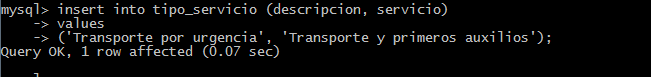 mysql> insert into tipo_servicio (descripcion, servicio)
    -> values
    -> ('Transporte por urgencia', 'Transporte y primeros auxilios');
Query OK, 1 row affected (0.07 sec)